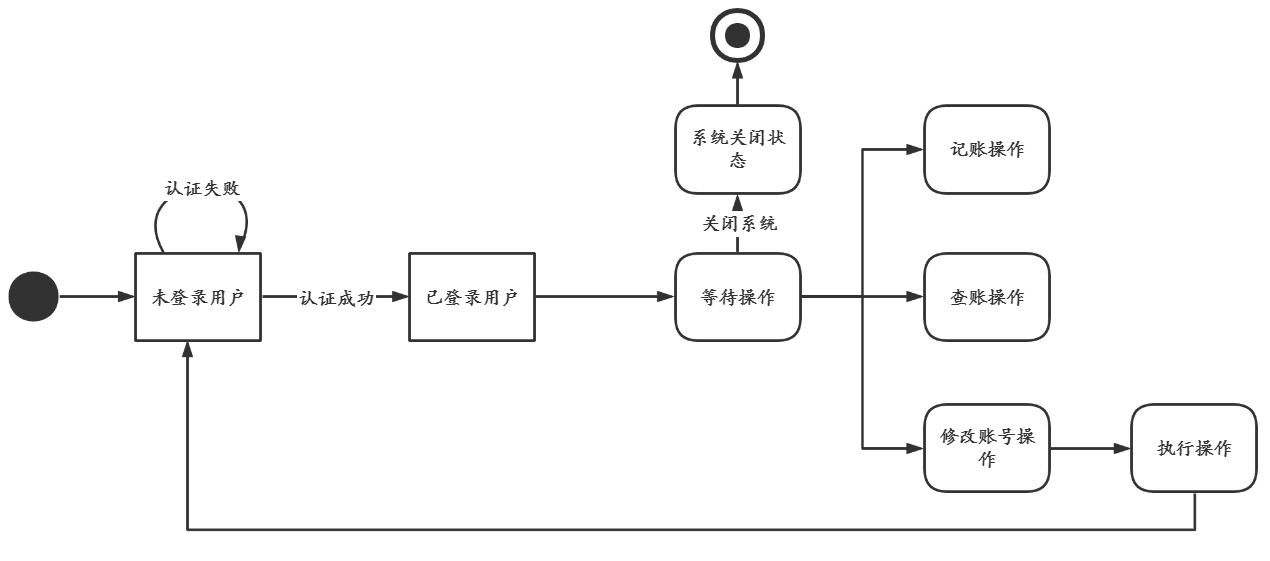 系统关闭状
态
记账操作
认证失败
关闭系统
未登录用户
认证成功
已登录用户
等待操作
查账操作
修改账号操
作
执行操作